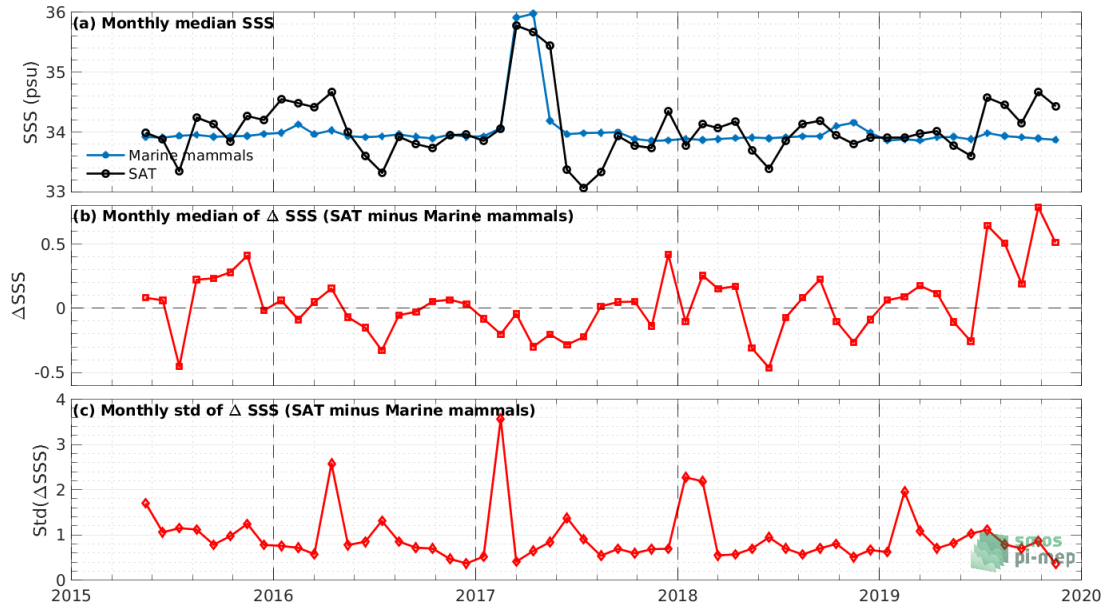 (a) Monthly median SSS
36
35
34
33
SSS (psu)
Marine mammals
SAT
(b) Monthly median of Δ SSS (SAT minus Marine mammals)
0.5
0
-0.5
ΔSSS
(c) Monthly std of Δ SSS (SAT minus Marine mammals)
4
3
2
1
0
Std(ΔSSS)
smos
pi-mep
2015
2016
2017
2018
2019
2020